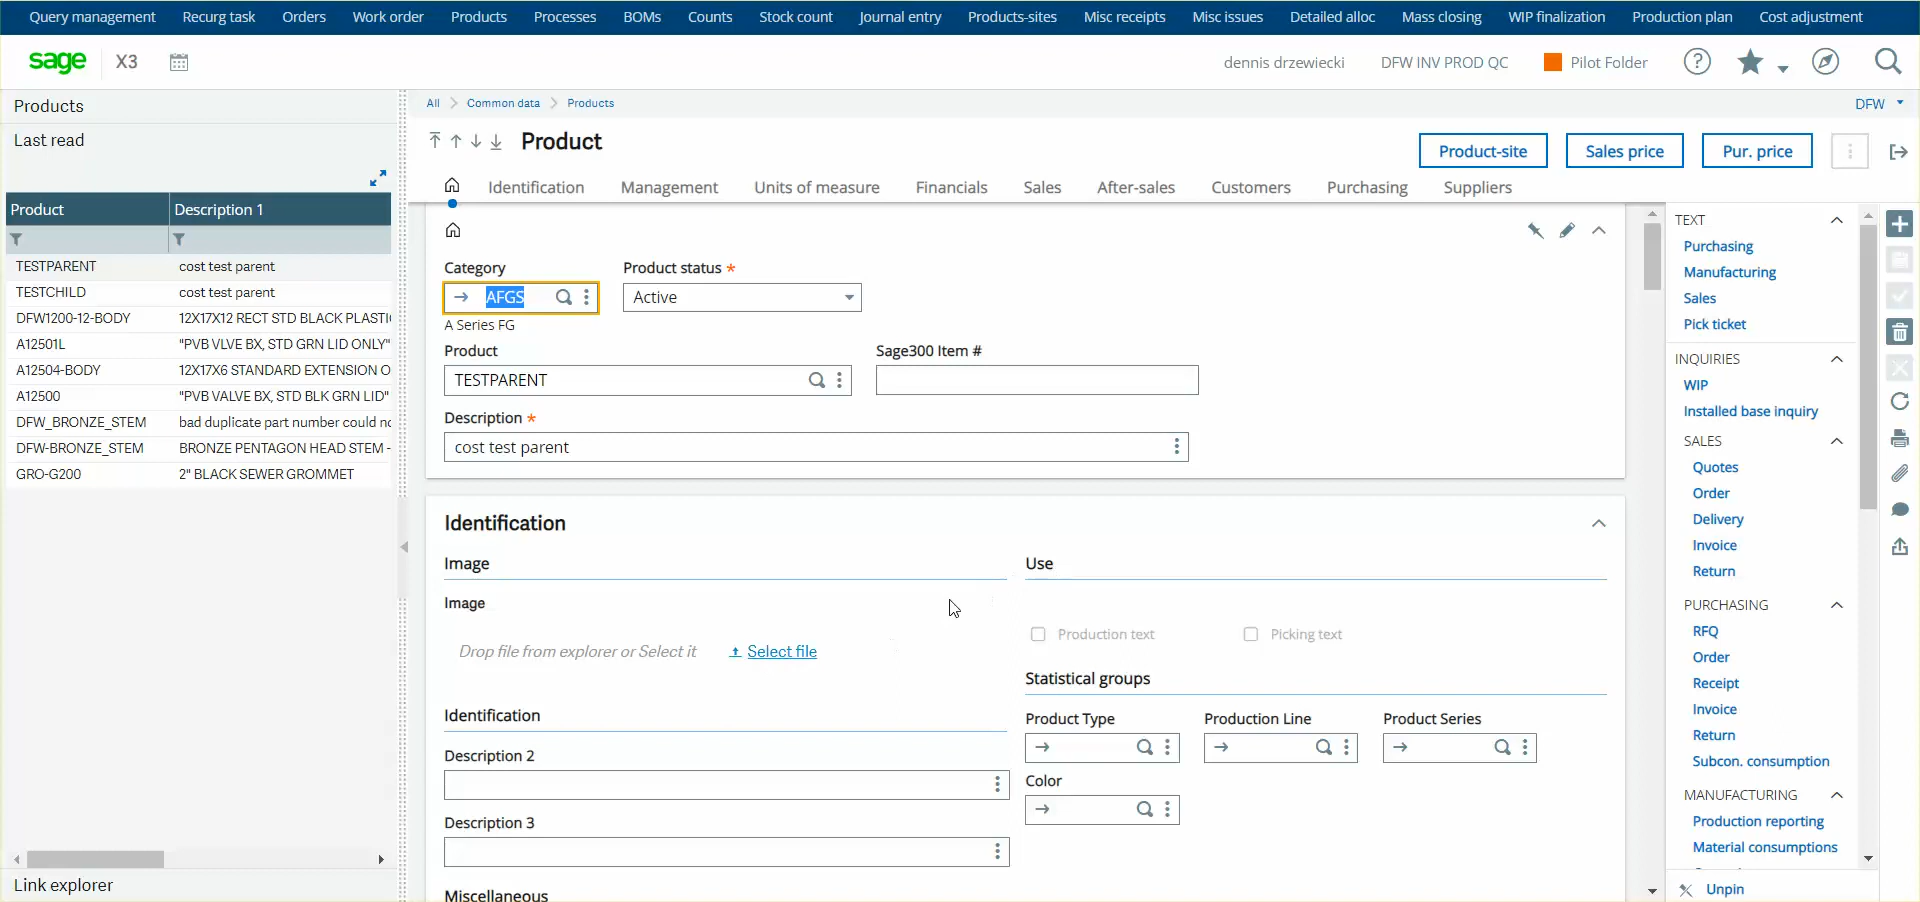 Query management Recurg task Orders Work order Products Processes BOMs Counts Stock count Journal entry Products-sites Misc receipts Misc issues Detailed alloc Mass closing WIP finalization Production plan Cost adjustment
sage X3 dennis drzewiecki DFW INV PROD QC Pilot Folder ?
Products
Last read
Product Description 1
TESTPARENT cost test parent
TESTCHILD cost test parent
DFW1200-12-BODY 12X17X12 RECT STD BLACK PLASTI
A12501L "PVB VLVE BX, STD GRN LID ONLY"
A12504-BODY 12X17X6 STANDARD EXTENSION O
A12500 "PVB VALVE BX, STD BLK GRN LID"
DFW_BRONZE_STEM bad duplicate part number could no
DFW-BRONZE_STEM BRONZE PENTAGON HEAD STEM -
GRO-G200 2" BLACK SEWER GROMMET
Link explorer
All Common data Products DFW
Product
Product-site Sales price Pur. price
Identification Management Units of measure Financials Sales After-sales Customers Purchasing Suppliers
Category Product status *
AFGS Active
A Series FG
Product Sage300 Item #
TESTPARENT
Description *
cost test parent
Identification
Image Use
Image
Production text Picking text
Drop file from explorer or Select it Select file
Statistical groups
Identification
Product Type Production Line Product Series
Description 2
Color
Description 3
Miscellaneous
TEXT
Purchasing
Manufacturing
Sales
Pick ticket
INQUIRIES
WIP
Installed base inquiry
SALES
Quotes
Order
Delivery
Invoice
Return
PURCHASING
RFQ
Order
Receipt
Invoice
Return
Subcon. consumption
MANUFACTURING
Production reporting
Material consumptions
Unpin